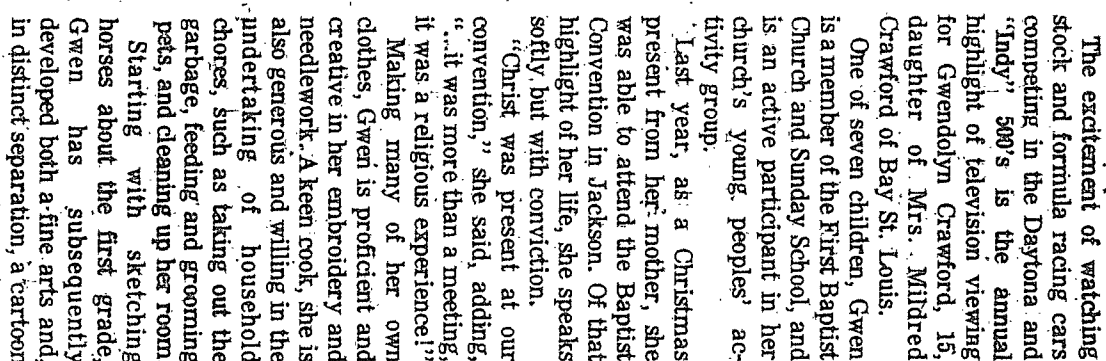 The excitement of watching
stock and formula racing cars
competing in the Daytona and
"Indy" 500's is the annual
highlight of television viewing
for Gwendolyn Crawford, 15,
daughter of Mrs. Mildred
Crawford of Bay St. Louis.
One of seven children, Gwen
is a member of the First Baptist
Church and Sunday School, and
is an active participant in her
church's young peoples' ac-
tivity group.
Last year, as a Christmas
present from her mother, she
was able to attend the Baptist
Convention in Jackson. Of that
highlight of her life, she speaks
softly but with conviction.
"Christ was present at our
convention," she said, adding,
"...it was more than a meeting,
it was a religious experience!"
Making many of her own
clothes, Gwen is proficient and
creative in her embroidery and
needlework. A keen cook, she is
also generous and willing in the
undertaking of household
chores, such as taking out the
garbage, feeding and grooming
pets, and cleaning up her room.
Starting with sketching
horses about the first grade,
Gwen has subsequently
developed both a fine arts and,
in distinct separation, a cartoon